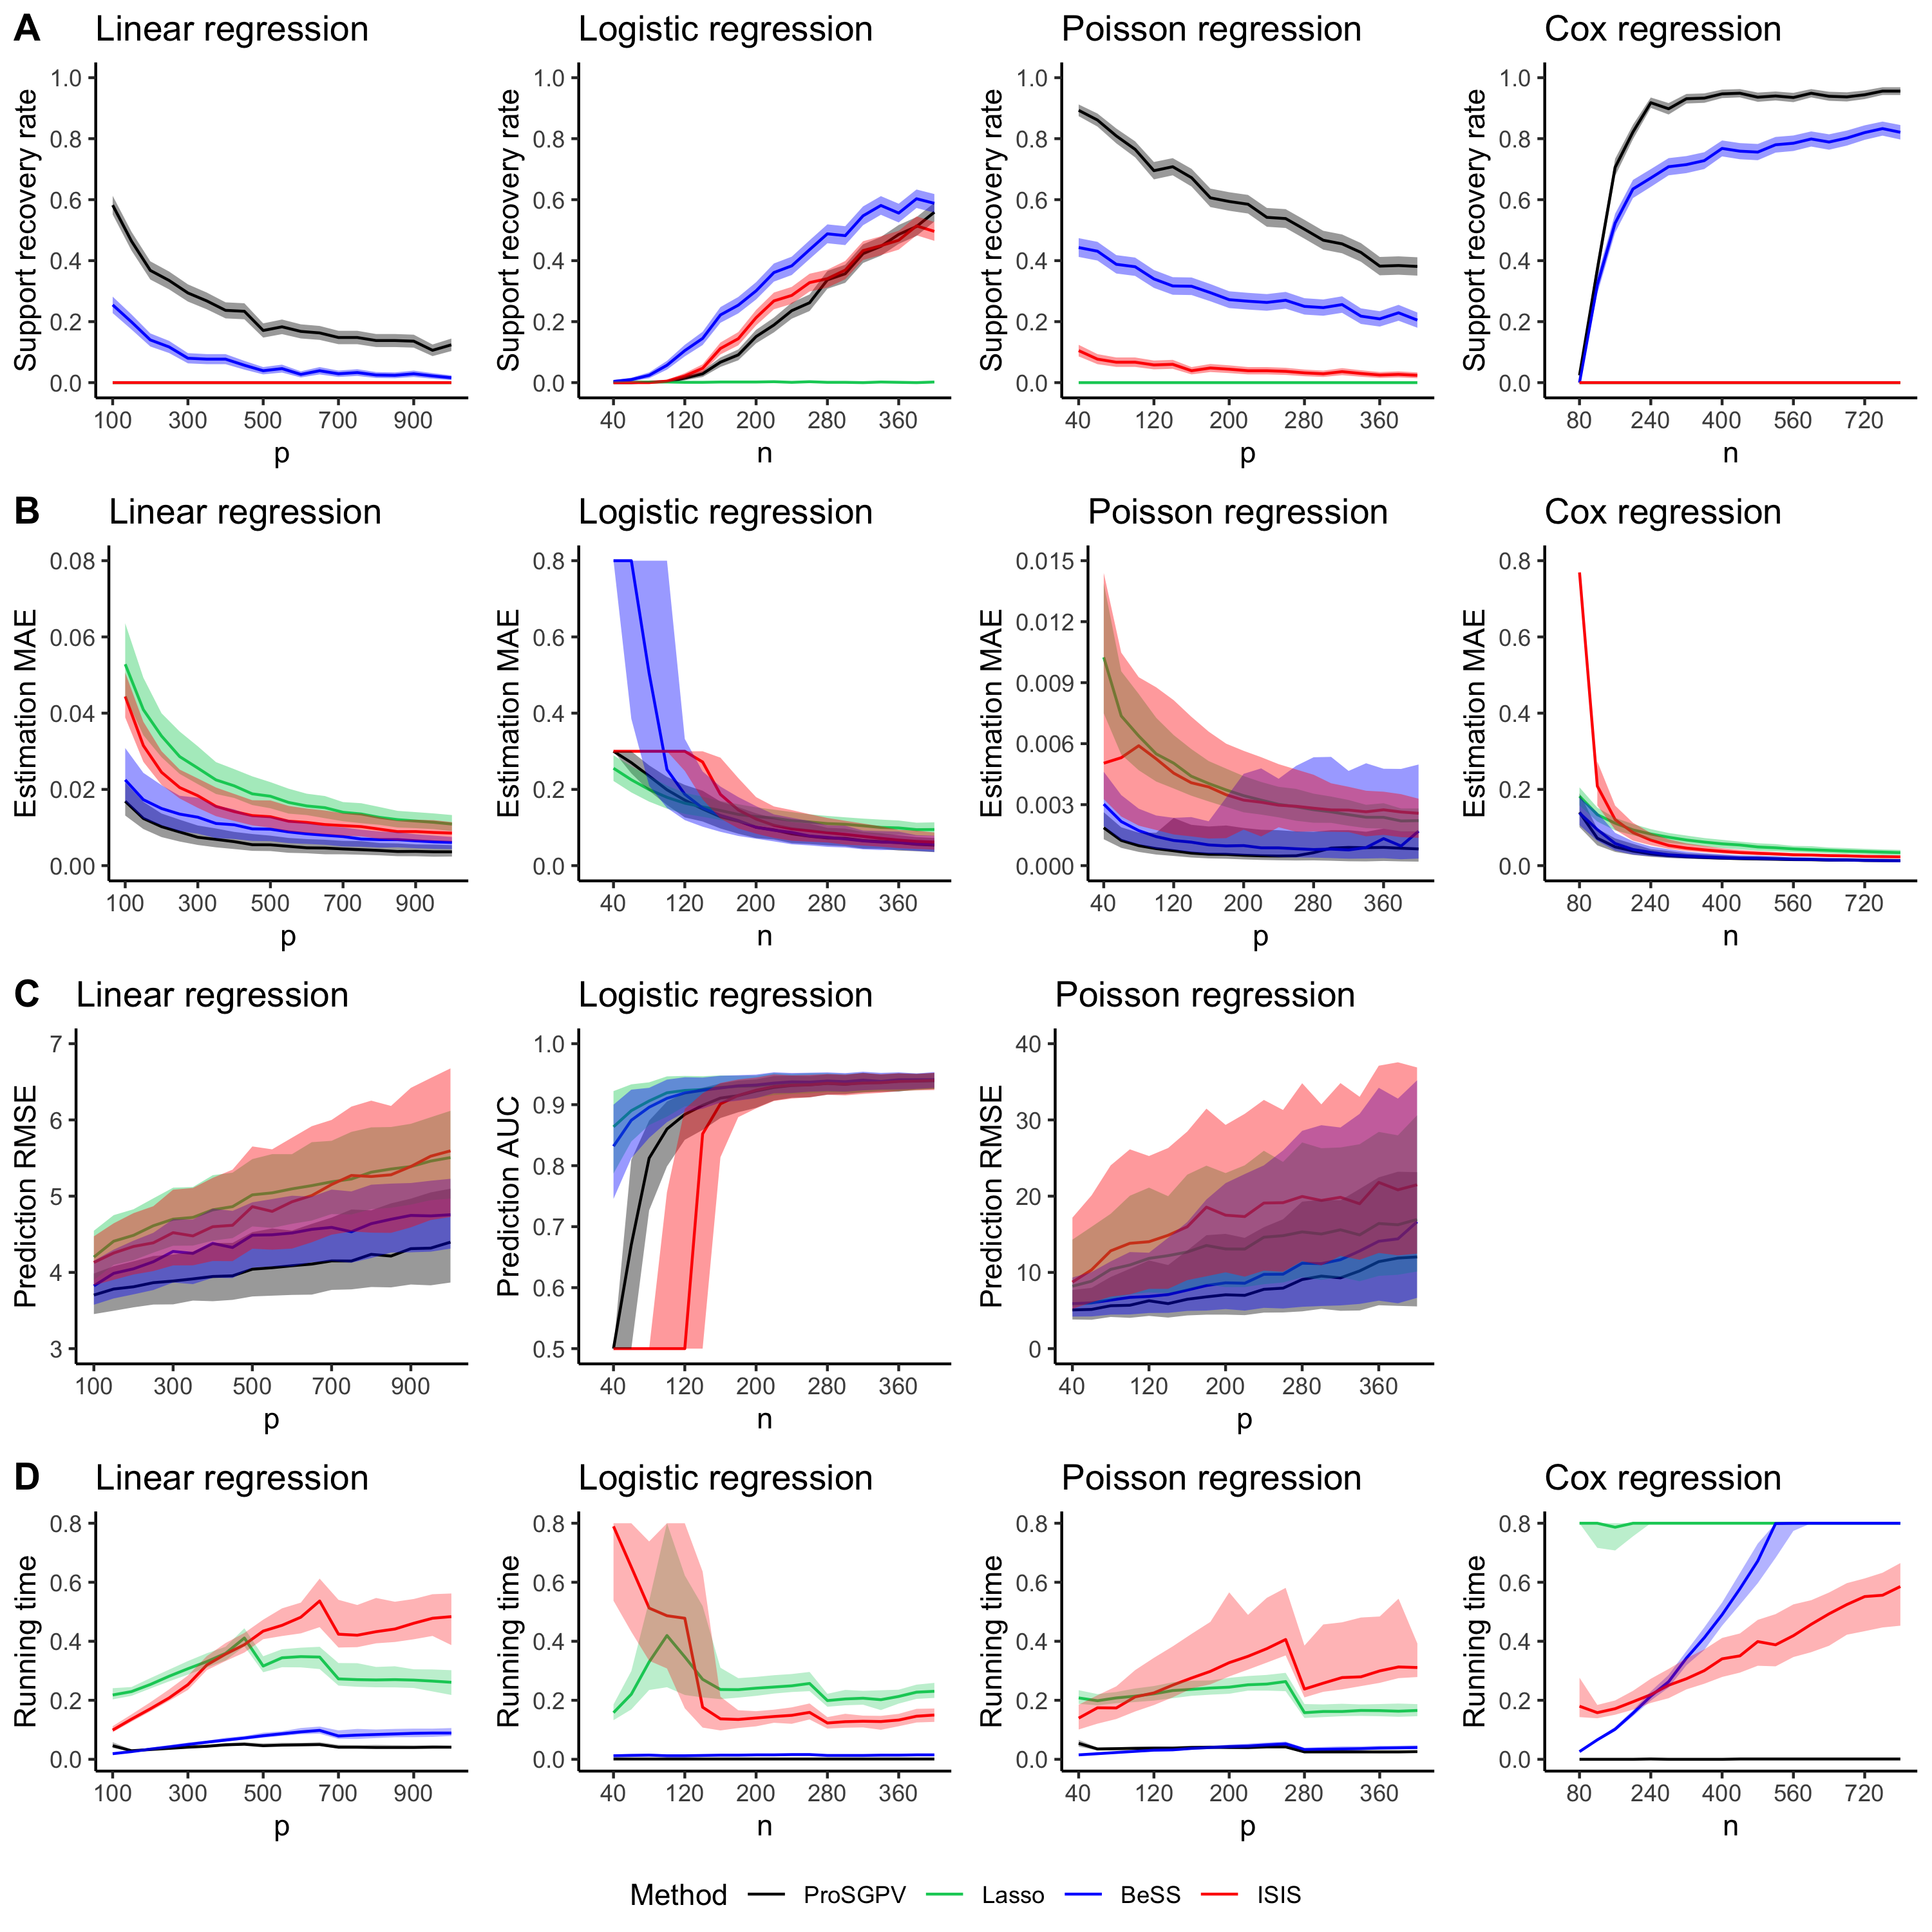 A Linear regression Logistic regression Poisson regression Cox regression
Support recovery rate
1.0
0.8
0.6
0.4
0.2
0.0
100 300 500 700 900
p
Support recovery rate
1.0
0.8
0.6
0.4
0.2
0.0
40 120 200 280 360
n
Support recovery rate
1.0
0.8
0.6
0.4
0.2
0.0
40 120 200 280 360
p
Support recovery rate
1.0
0.8
0.6
0.4
0.2
0.0
80 240 400 560 720
n
B Linear regression Logistic regression Poisson regression Cox regression
Estimation MAE
0.08
0.06
0.04
0.02
0.00
100 300 500 700 900
p
Estimation MAE
0.8
0.6
0.4
0.2
0.0
40 120 200 280 360
n
Estimation MAE
0.015
0.012
0.009
0.006
0.003
0.000
40 120 200 280 360
p
Estimation MAE
0.8
0.6
0.4
0.2
0.0
80 240 400 560 720
n
C Linear regression Logistic regression Poisson regression
Prediction RMSE
7
6
5
4
3
100 300 500 700 900
p
Prediction AUC
1.0
0.9
0.8
0.7
0.6
0.5
40 120 200 280 360
n
Prediction RMSE
40
30
20
10
0
40 120 200 280 360
p
D Linear regression Logistic regression Poisson regression Cox regression
Running time
0.8
0.6
0.4
0.2
0.0
100 300 500 700 900
p
Running time
0.8
0.6
0.4
0.2
0.0
40 120 200 280 360
n
Running time
0.8
0.6
0.4
0.2
0.0
40 120 200 280 360
p
Running time
0.8
0.6
0.4
0.2
0.0
80 240 400 560 720
n
Method ProSGPV Lasso BeSS ISIS